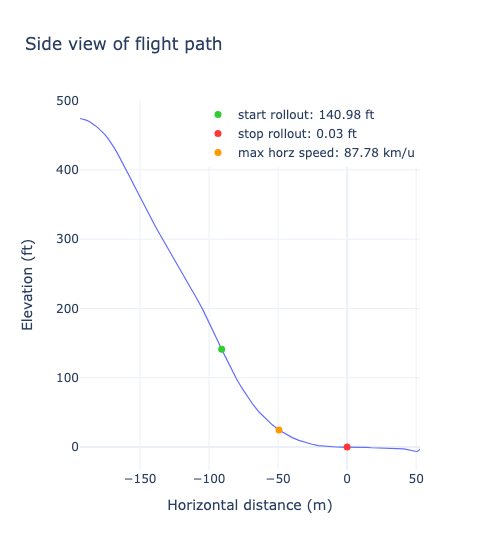 Side view of flight path
start rollout: 140.98 ft
stop rollout: 0.03 ft
max horz speed: 87.78 km/u
Elevation (ft)
500
400
300
200
100
0
−150 −100 −50 0 50
Horizontal distance (m)